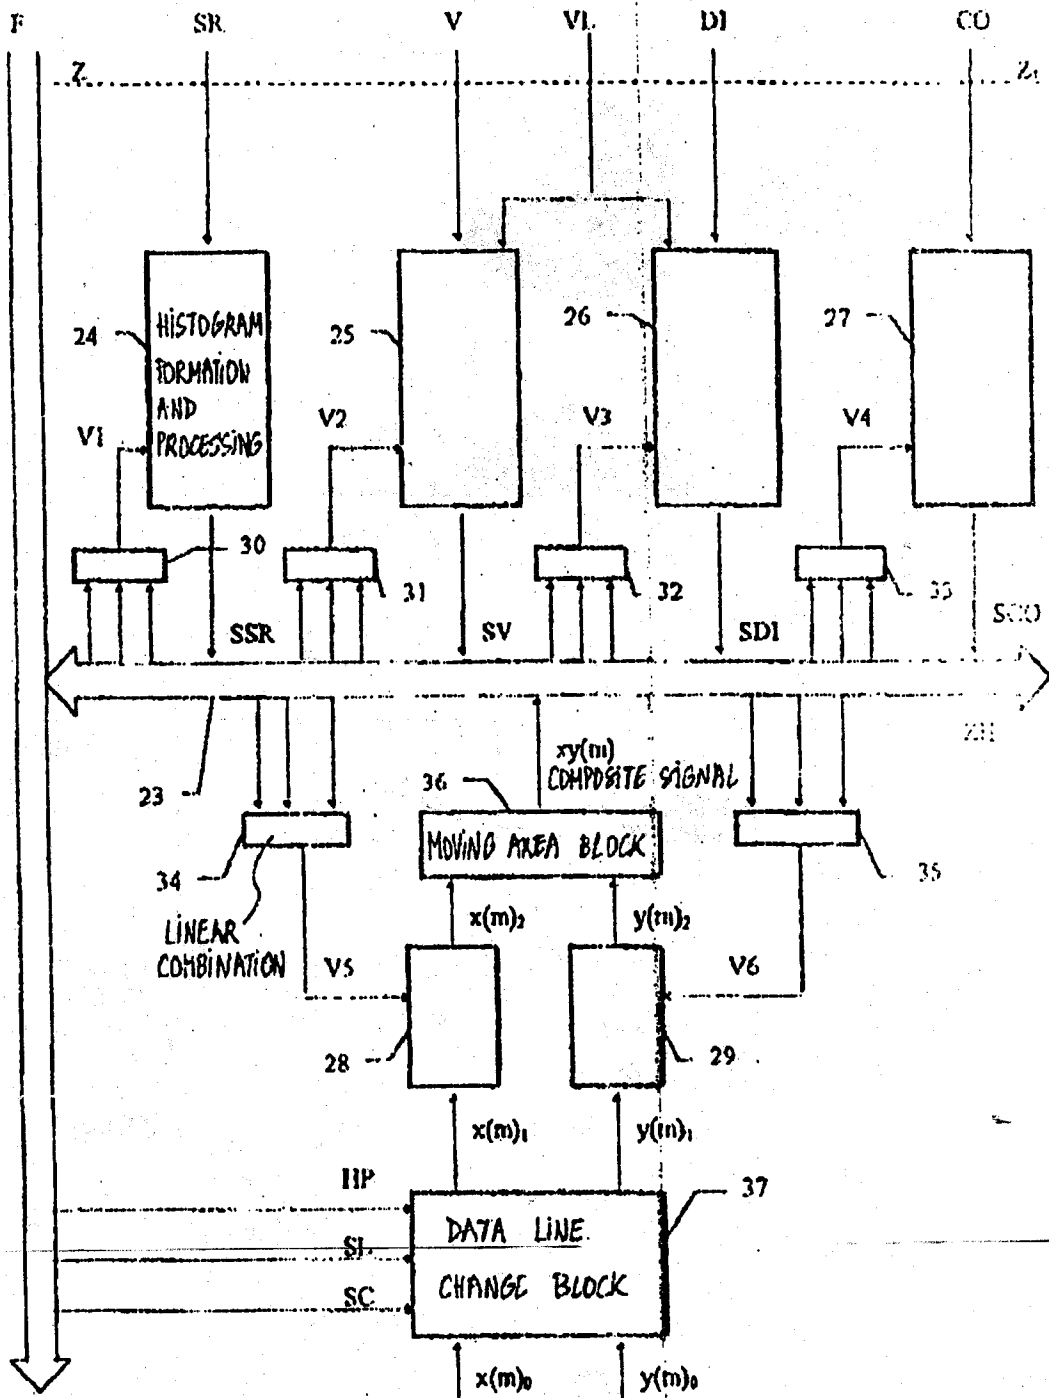 F SR V VL DI CO
Z Z₁
24 HISTOGRAM FORMATION AND PROCESSING 25 26 27
V1 V2 V3 V4
30 31 32 33
SSR SV SDI SCO
ZH
23 xy(m)
COMPOSITE SIGNAL
36
MOVING AREA BLOCK
34 35
x(m)₂ y(m)₂
LINEAR
COMBINATION
V5 V6
28 29
x(m)₁ y(m)₁
HP 37
DATA LINE
SL
CHANGE BLOCK
SC
x(m)₀ y(m)₀